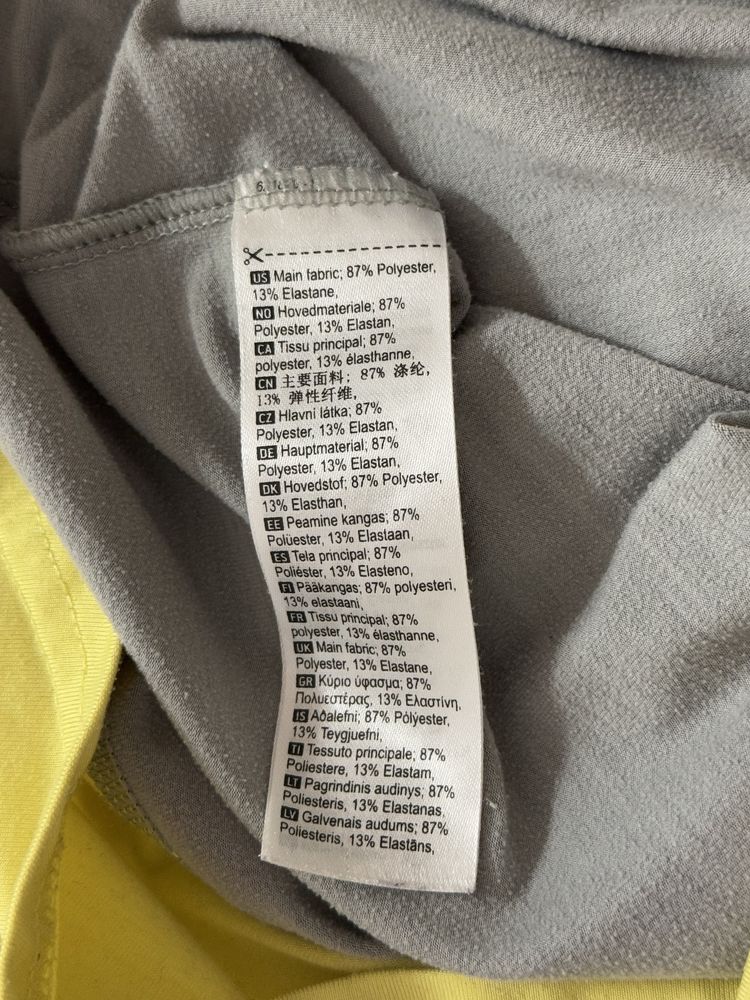 US Main fabric; 87% Polyester,
13% Elastane,
NO Hovedmateriale; 87%
Polyester, 13% Elastan,
CA Tissu principal; 87%
polyester, 13% élasthanne,
CN 主要面料; 87% 涤纶,
13% 弹性纤维,
CZ Hlavní látka; 87%
Polyester, 13% Elastan,
DE Hauptmaterial; 87%
Polyester, 13% Elastan,
DK Hovedstof; 87% Polyester,
13% Elasthan,
EE Peamine kangas; 87%
Polüester, 13% Elastaan,
ES Tela principal; 87%
Poliéster, 13% Elasteno,
FI Pääkangas; 87% polyesteri,
13% elastaani,
FR Tissu principal; 87%
polyester, 13% élasthanne,
UK Main fabric; 87%
Polyester, 13% Elastane,
GR Κύριο ύφασμα; 87%
Πολυεστέρας, 13% Ελαστίνη,
IS Aðalefni; 87% Pólýester,
13% Teygjuefni,
TI Tessuto principale; 87%
Poliestere, 13% Elastam,
LT Pagrindinis audinys; 87%
Poliesteris, 13% Elastanas,
LV Galvenais audums; 87%
Poliesteris, 13% Elastāns,